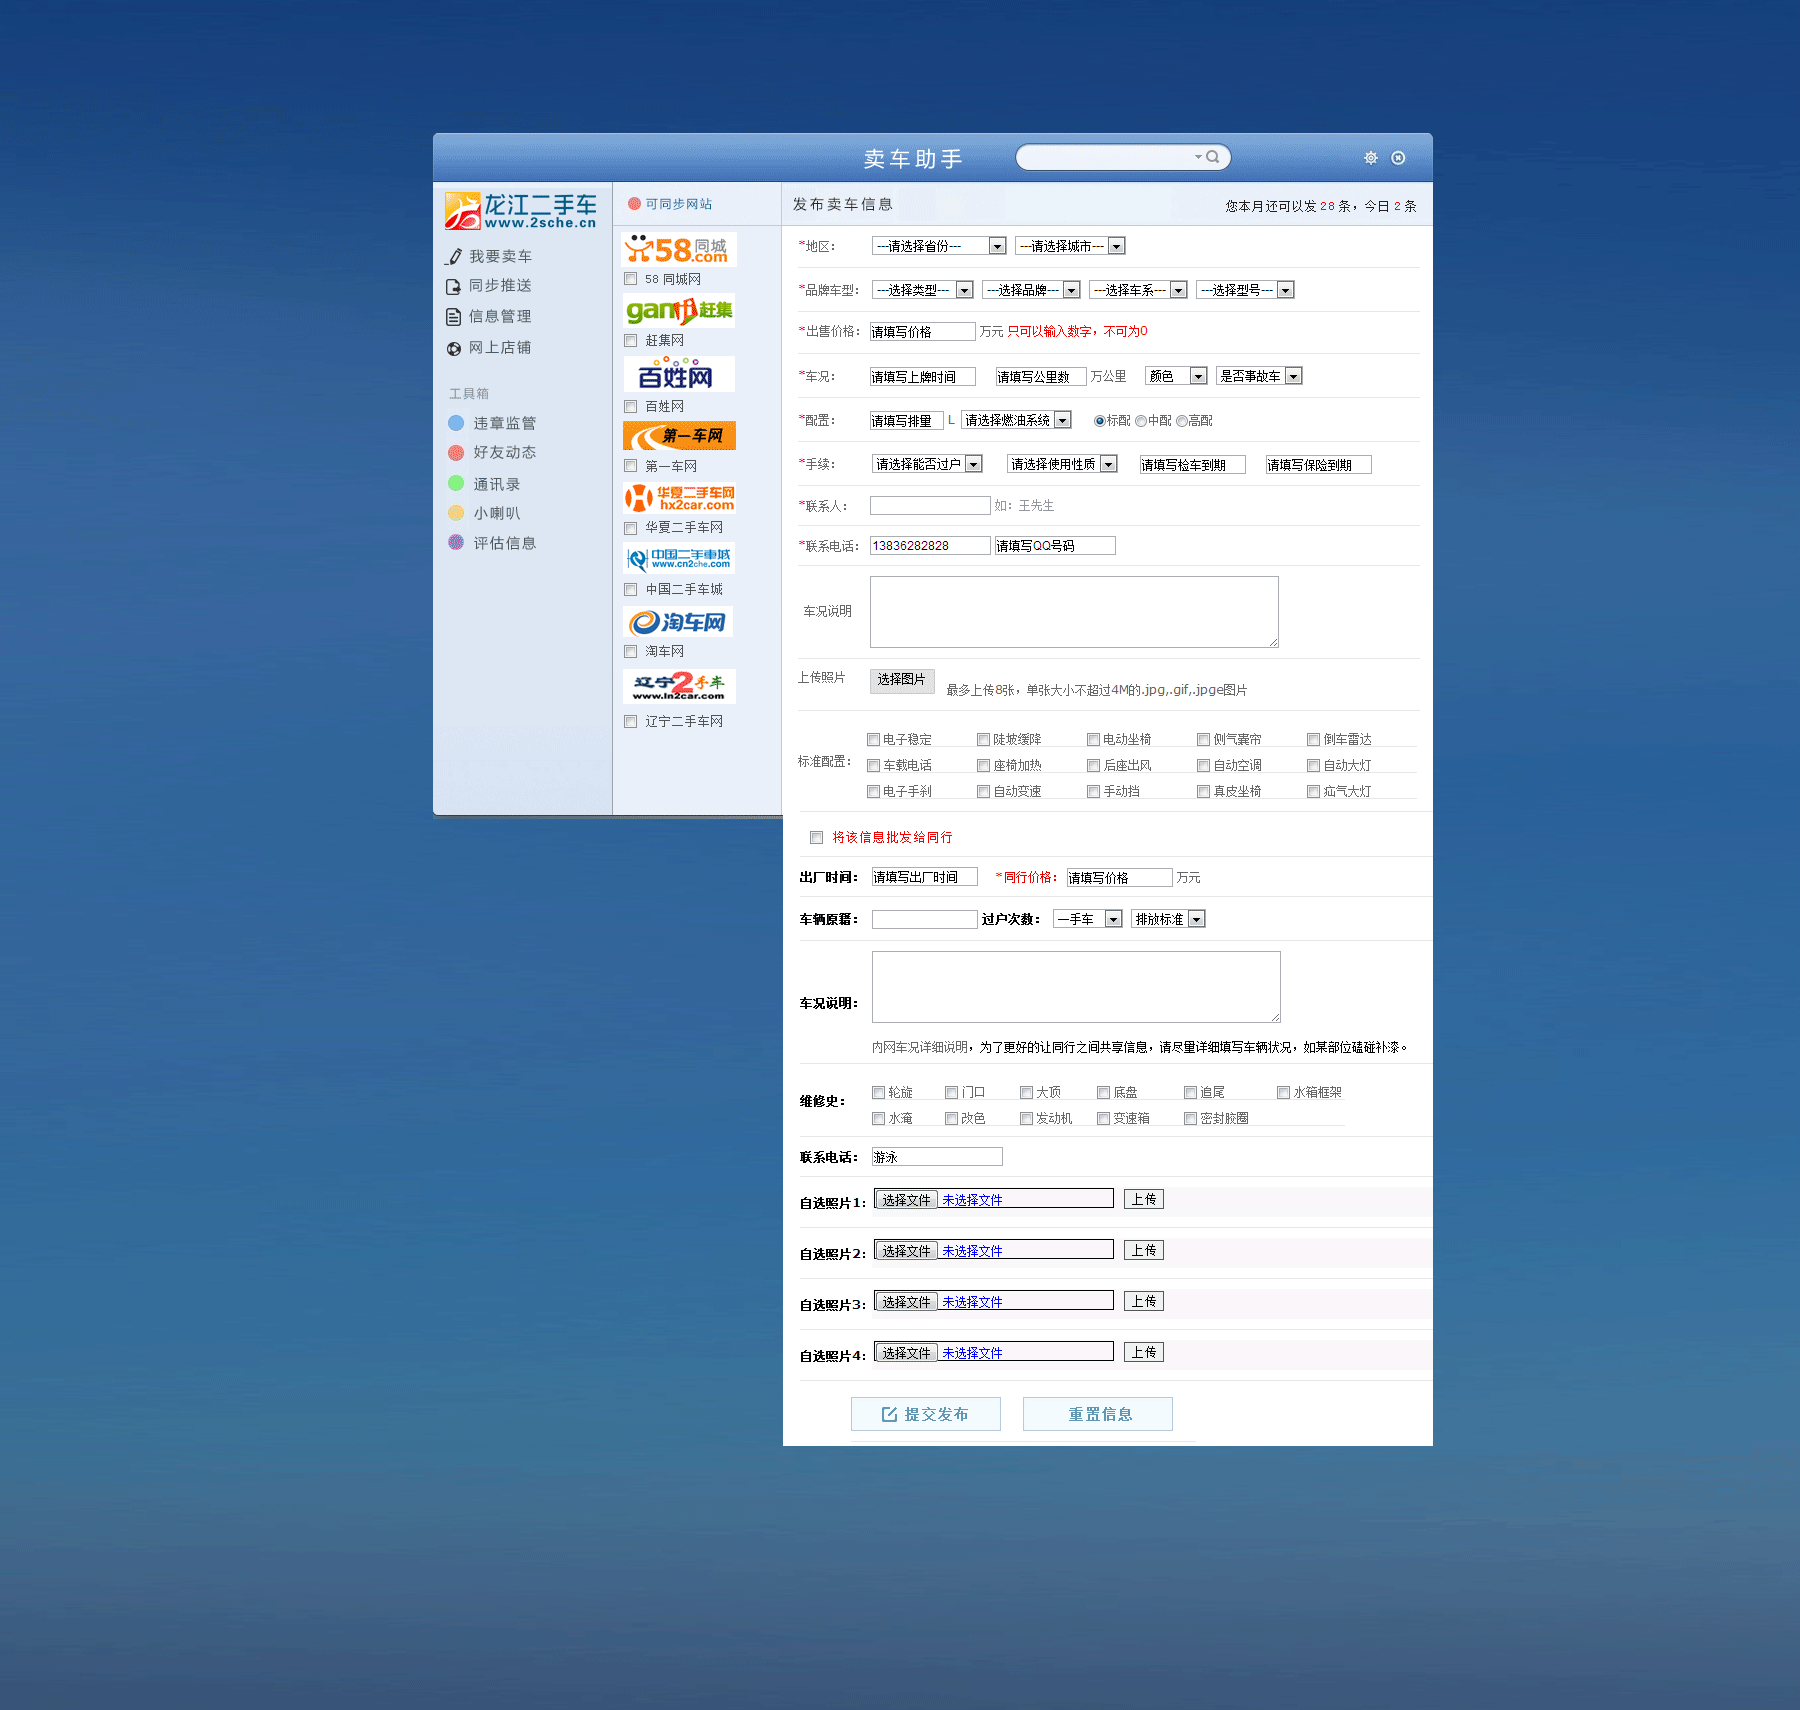 卖车助手
龙江二手车
www.2sche.cn
我要卖车
同步推送
信息管理
网上店铺
工具箱
违章监管
好友动态
通讯录
小喇叭
评估信息
可同步网站
58同城.com
58 同城网
ganji赶集
赶集网
百姓网
百姓网
第一车网
第一车网
华夏二手车网
hx2car.com
华夏二手车网
中国二手車城
www.cn2che.com
中国二手车城
淘车网
淘车网
辽宁2手车
www.ln2car.com
辽宁二手车网
发布卖车信息
您本月还可以发 28 条，今日 2 条
*地区： ---请选择省份--- ---请选择城市---
*品牌车型： ---选择类型--- ---选择品牌--- ---选择车系--- ---选择型号---
*出售价格： 请填写价格 万元 只可以输入数字，不可为0
*车况： 请填写上牌时间 请填写公里数 万公里 颜色 是否事故车
*配置： 请填写排量 L 请选择燃油系统 标配 中配 高配
*手续： 请选择能否过户 请选择使用性质 请填写检车到期 请填写保险到期
*联系人： 如：王先生
*联系电话： 13836282828 请填写QQ号码
车况说明
上传照片 选择图片 最多上传8张，单张大小不超过4M的.jpg,.gif,.jpge图片
标准配置：
电子稳定 陡坡缓降 电动坐椅 侧气囊帘 倒车雷达
车载电话 座椅加热 后座出风 自动空调 自动大灯
电子手刹 自动变速 手动挡 真皮坐椅 疝气大灯
将该信息批发给同行
出厂时间： 请填写出厂时间 *同行价格： 请填写价格 万元
车辆原籍： 过户次数： 一手车 排放标准
车况说明：
内网车况详细说明，为了更好的让同行之间共享信息，请尽量详细填写车辆状况，如某部位磕碰补漆。
维修史：
轮旋 门口 大顶 底盘 追尾 水箱框架
水淹 改色 发动机 变速箱 密封胶圈
联系电话： 游泳
自选照片1： 选择文件 未选择文件 上传
自选照片2： 选择文件 未选择文件 上传
自选照片3： 选择文件 未选择文件 上传
自选照片4： 选择文件 未选择文件 上传
提交发布 重置信息